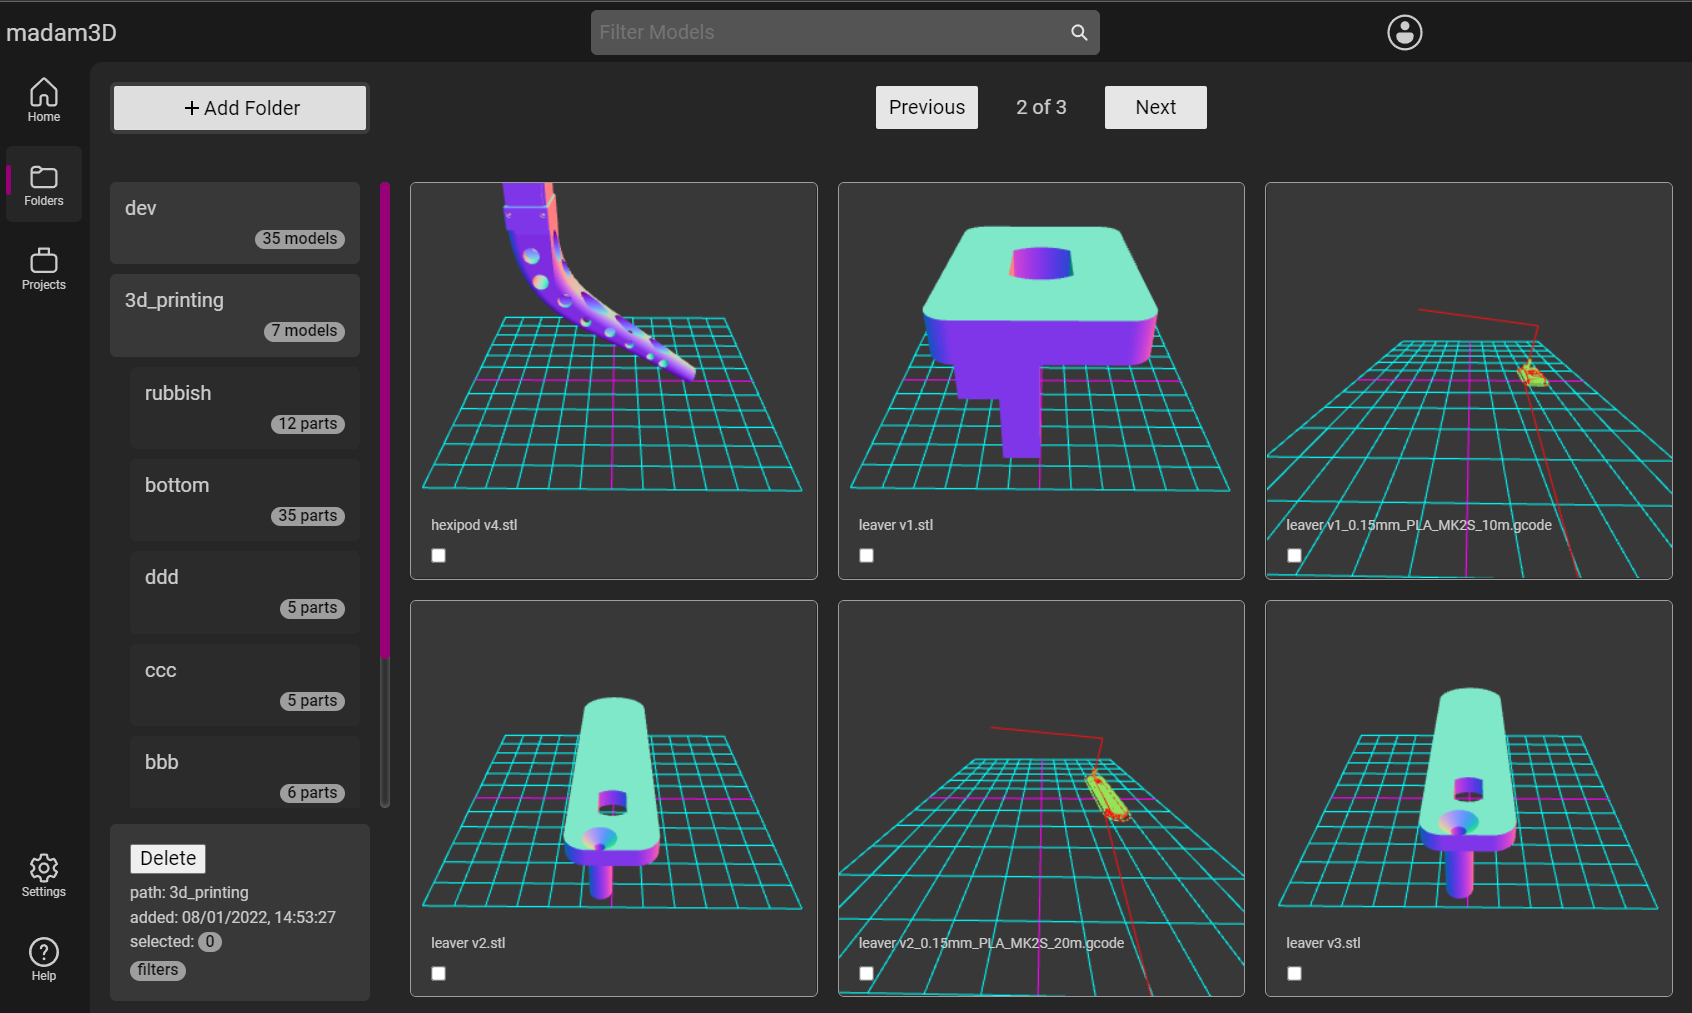 madam3D
Filter Models
Home
Folders
Projects
Settings
Help
+ Add Folder
Previous
2 of 3
Next
dev
35 models
3d_printing
7 models
rubbish
12 parts
bottom
35 parts
ddd
5 parts
ccc
5 parts
bbb
6 parts
Delete
path: 3d_printing
added: 08/01/2022, 14:53:27
selected: 0
filters
hexipod v4.stl
leaver v1.stl
leaver v1_0.15mm_PLA_MK2S_10m.gcode
leaver v2.stl
leaver v2_0.15mm_PLA_MK2S_20m.gcode
leaver v3.stl